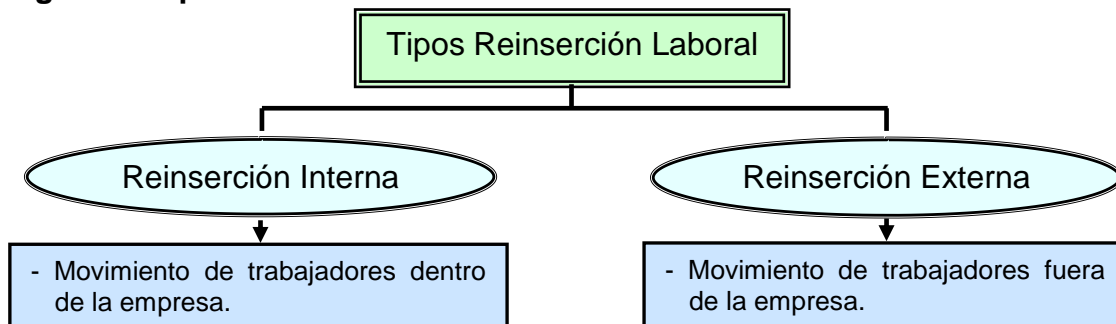 Tipos Reinserción Laboral
Reinserción Interna
Reinserción Externa
- Movimiento de trabajadores dentro
de la empresa.
- Movimiento de trabajadores fuera
de la empresa.